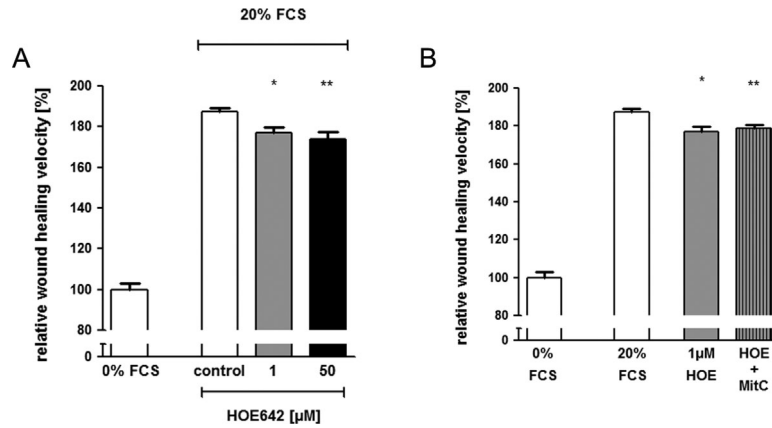 20% FCS
A
relative wound healing velocity [%]
200
180
160
140
120
100
80
0
*
**
0% FCS
control
1
50
HOE642 [µM]
B
relative wound healing velocity [%]
200
180
160
140
120
100
80
0
*
**
0%
FCS
20%
FCS
1µM
HOE
HOE
+
MitC